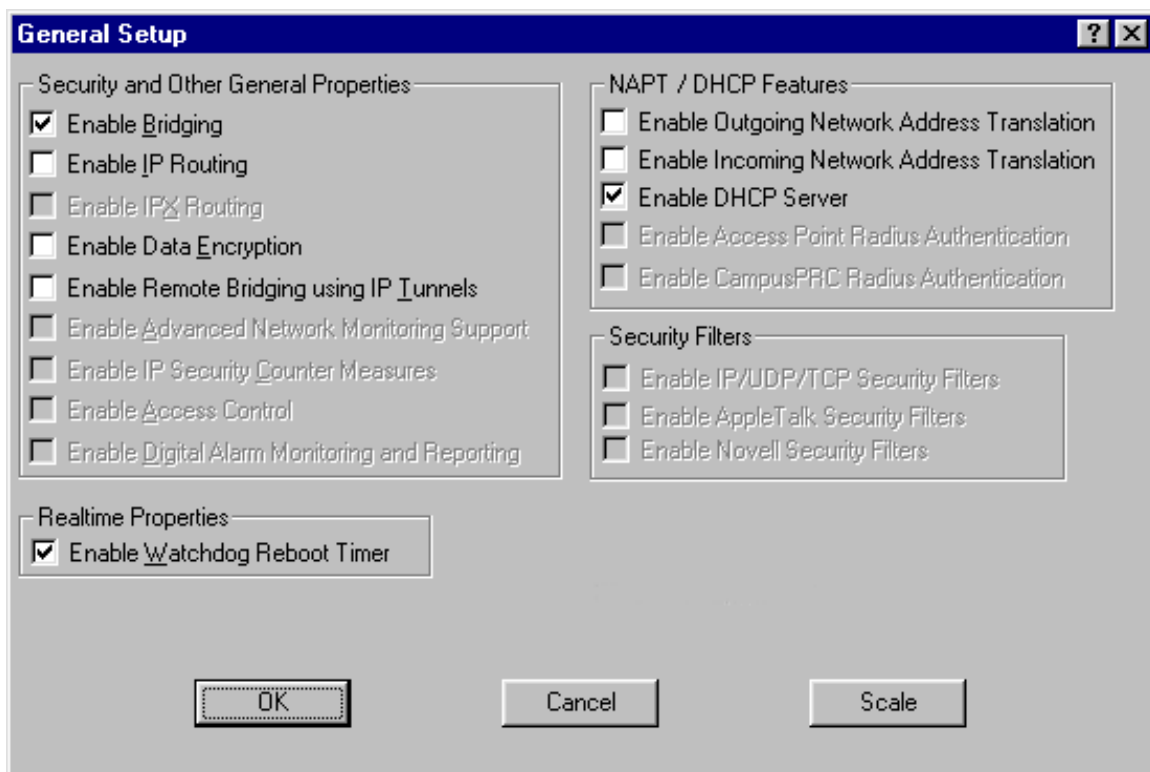 General Setup
Security and Other General Properties
Enable Bridging
Enable IP Routing
Enable IPX Routing
Enable Data Encryption
Enable Remote Bridging using IP Tunnels
Enable Advanced Network Monitoring Support
Enable IP Security Counter Measures
Enable Access Control
Enable Digital Alarm Monitoring and Reporting
NAPT / DHCP Features
Enable Outgoing Network Address Translation
Enable Incoming Network Address Translation
Enable DHCP Server
Enable Access Point Radius Authentication
Enable CampusPRC Radius Authentication
Security Filters
Enable IP/UDP/TCP Security Filters
Enable AppleTalk Security Filters
Enable Novell Security Filters
Realtime Properties
Enable Watchdog Reboot Timer
OK
Cancel
Scale